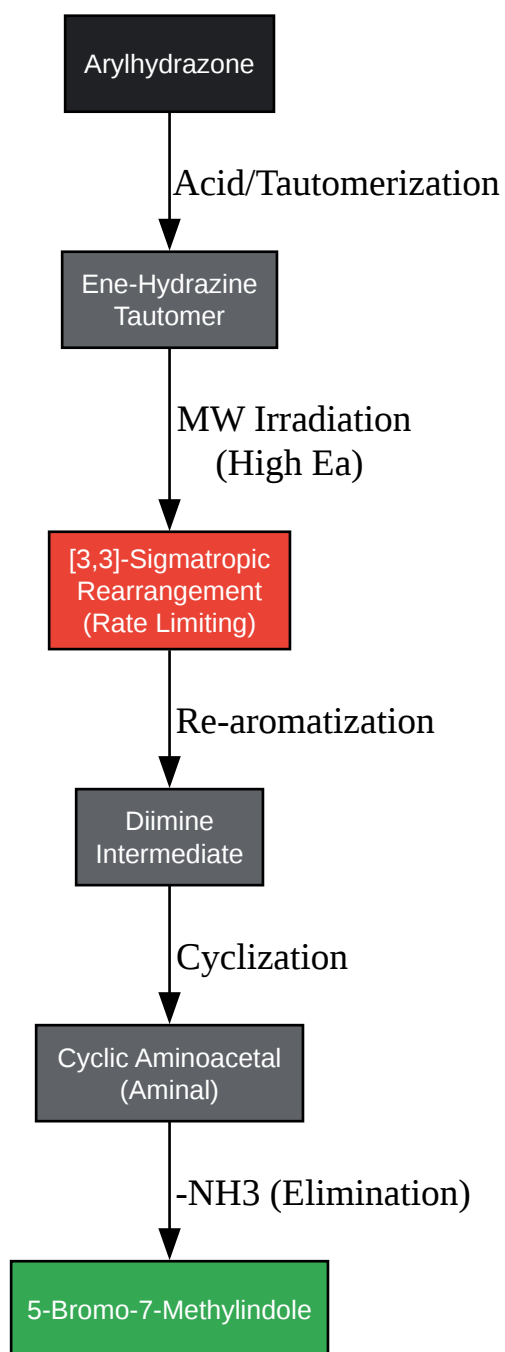 Arylhydrazone
Acid/Tautomerization
Ene-Hydrazine
Tautomer
MW Irradiation
(High Ea)
[3,3]-Sigmatropic
Rearrangement
(Rate Limiting)
Re-aromatization
Diimine
Intermediate
Cyclization
Cyclic Aminoacetal
(Aminal)
-NH3 (Elimination)
5-Bromo-7-Methylindole